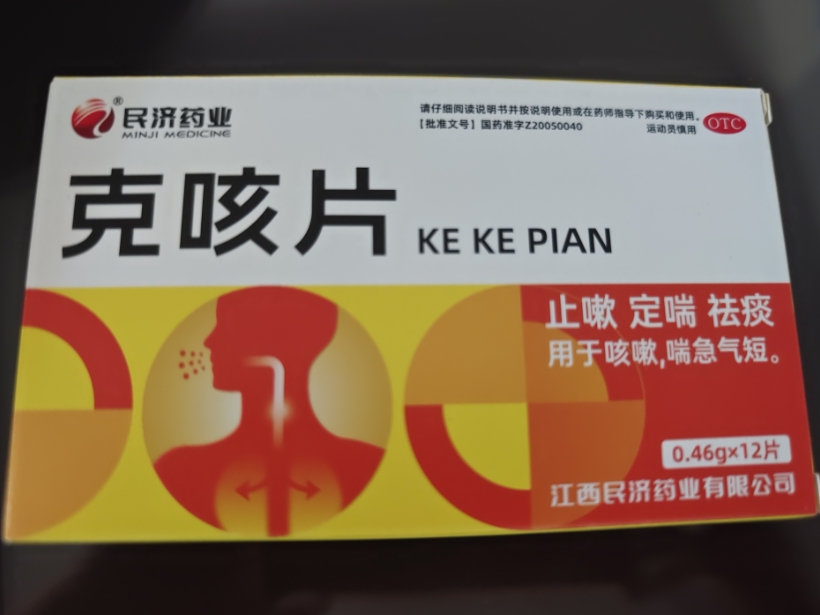 民济药业®
MINJI MEDICINE
请仔细阅读说明书并按说明使用或在药师指导下购买和使用。
【批准文号】国药准字Z20050040
运动员慎用
OTC
克咳片 KE KE PIAN
止嗽 定喘 祛痰
用于咳嗽,喘急气短。
0.46g×12片
江西民济药业有限公司